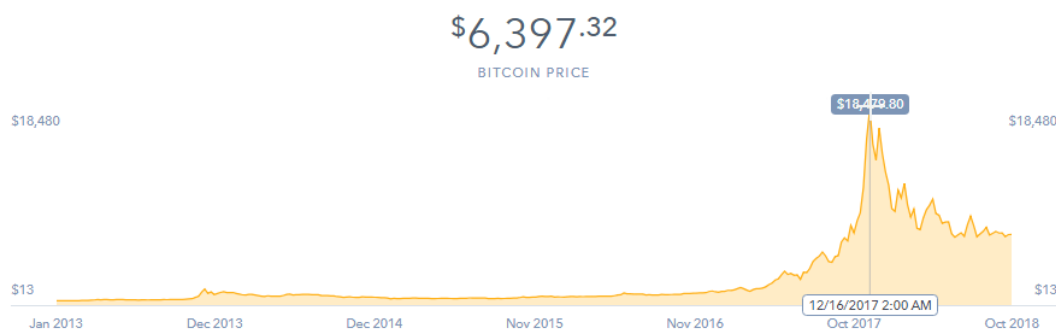 $6,397.32
BITCOIN PRICE
$18,479.80
$18,480 $18,480
$13 $13
12/16/2017 2:00 AM
Jan 2013 Dec 2013 Dec 2014 Nov 2015 Nov 2016 Oct 2017 Oct 2018